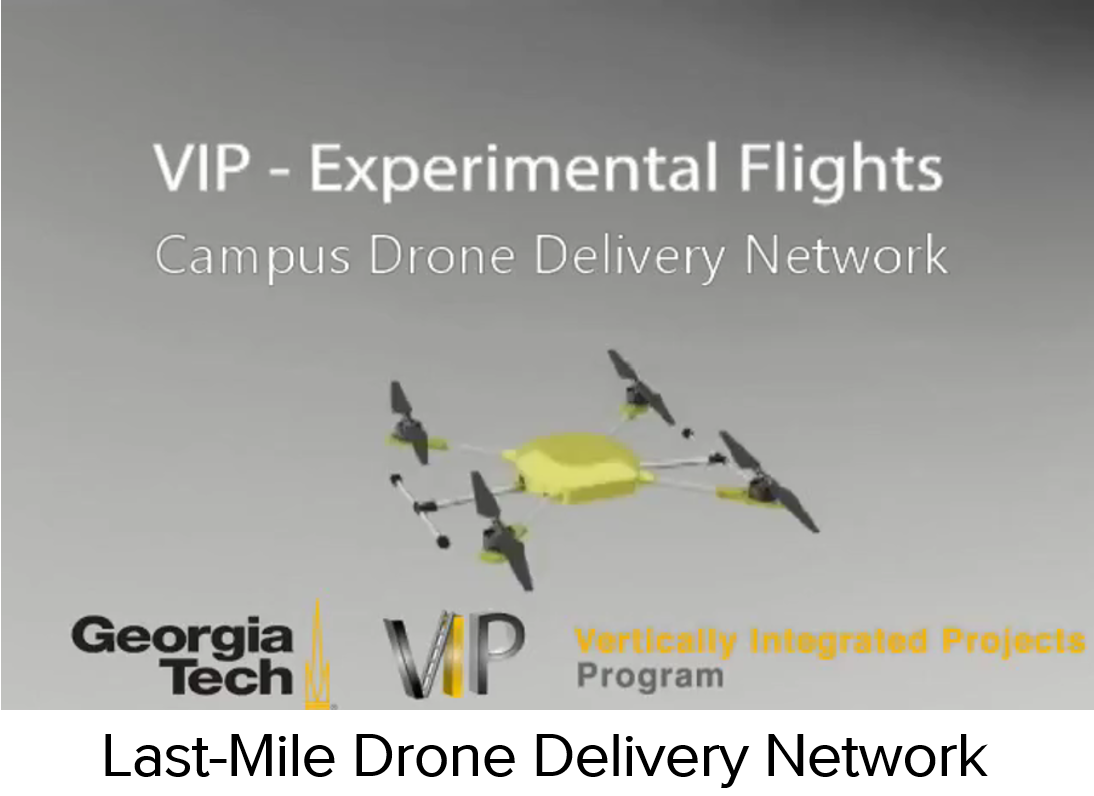 VIP - Experimental Flights
Campus Drone Delivery Network
Georgia
Tech
VIP
Vertically Integrated Projects
Program
Last-Mile Drone Delivery Network